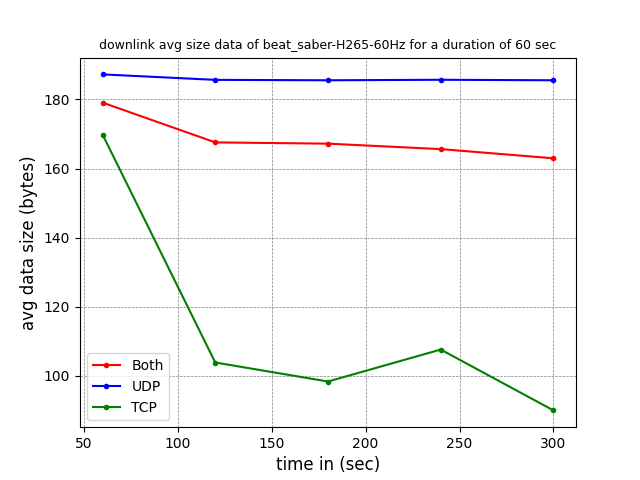 downlink avg size data of beat_saber-H265-60Hz for a duration of 60 sec
avg data size (bytes)
180
160
140
120
100
Both
UDP
TCP
50 100 150 200 250 300
time in (sec)